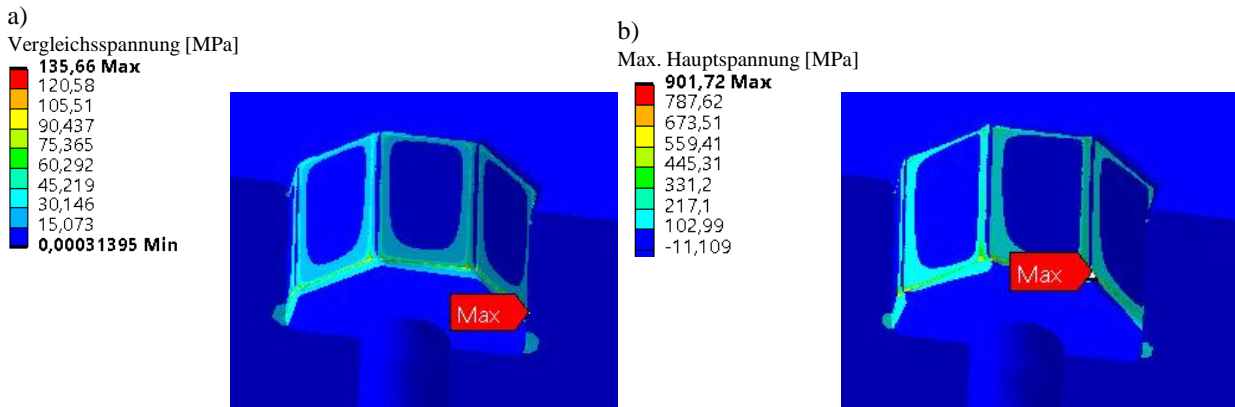 a)
Vergleichsspannung [MPa]
135,66 Max
120,58
105,51
90,437
75,365
60,292
45,219
30,146
15,073
0,00031395 Min
Max
b)
Max. Hauptspannung [MPa]
901,72 Max
787,62
673,51
559,41
445,31
331,2
217,1
102,99
-11,109
Max